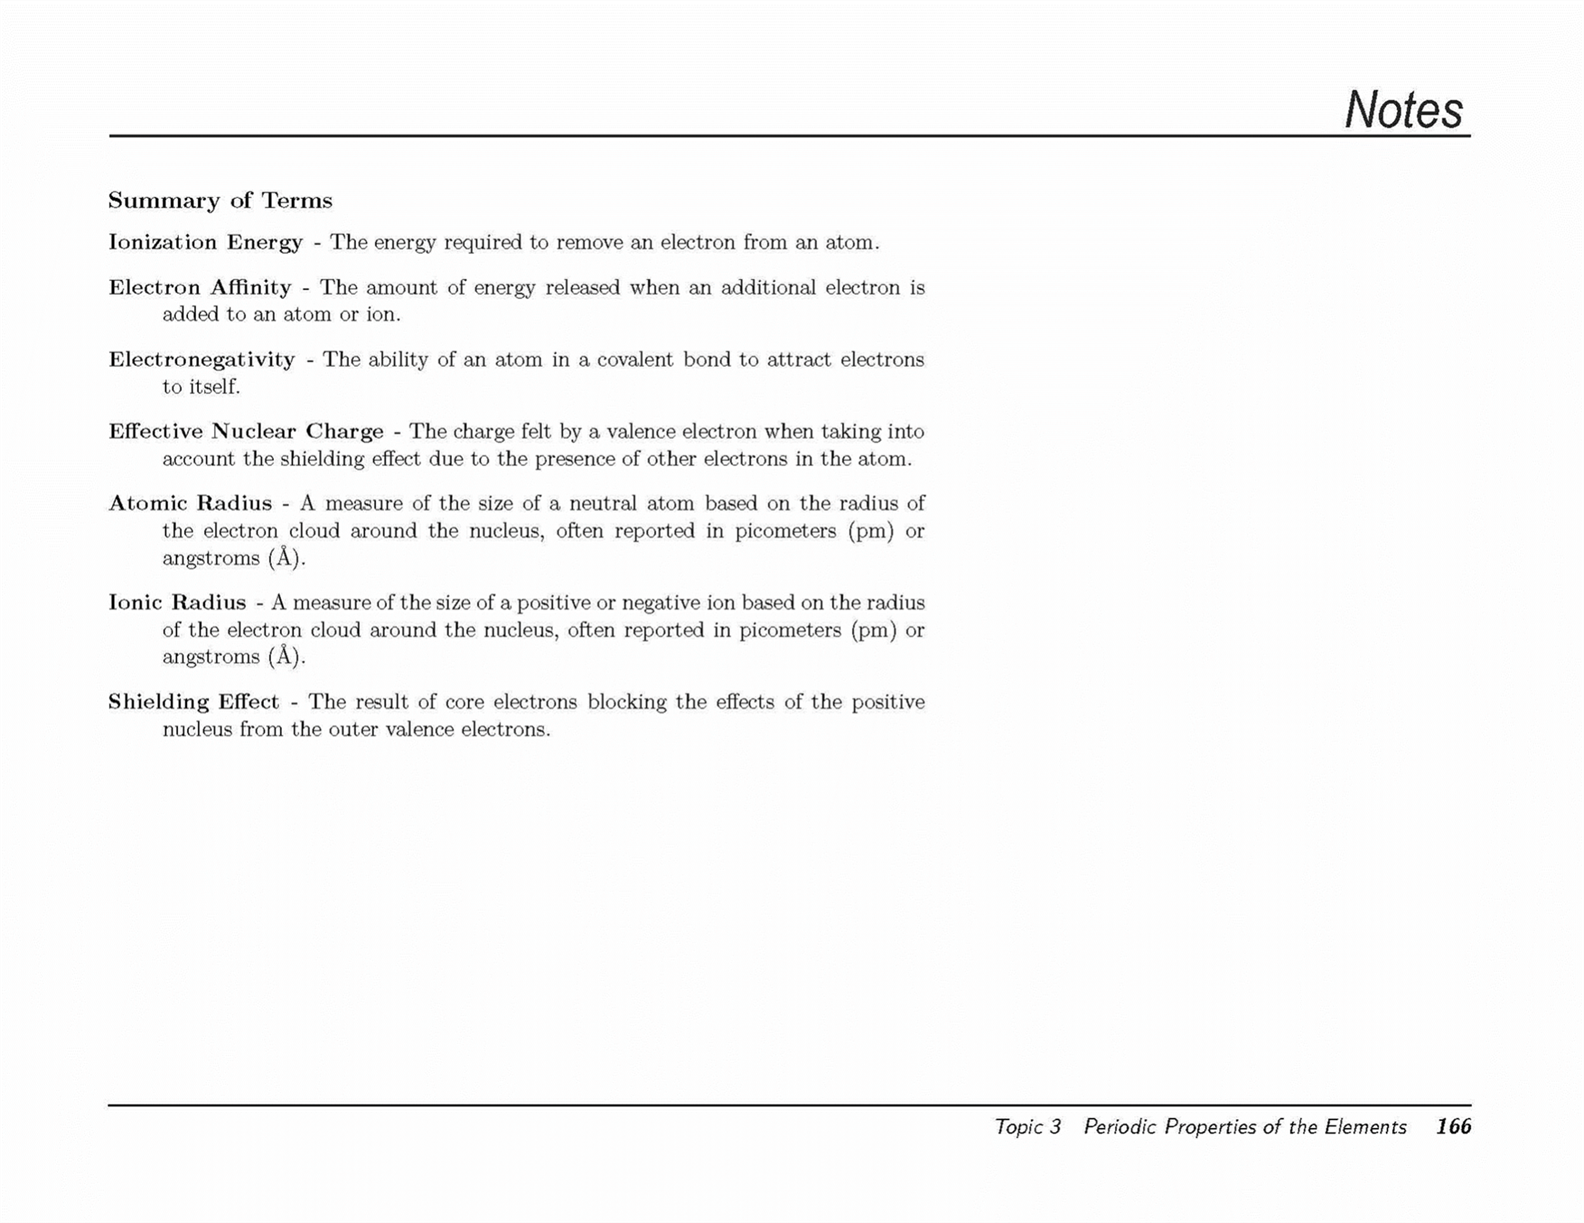 Notes
Summary of Terms
Ionization Energy - The energy required to remove an electron from an atom.
Electron Affinity - The amount of energy released when an additional electron is
added to an atom or ion.
Electronegativity - The ability of an atom in a covalent bond to attract electrons
to itself.
Effective Nuclear Charge - The charge felt by a valence electron when taking into
account the shielding effect due to the presence of other electrons in the atom.
Atomic Radius - A measure of the size of a neutral atom based on the radius of
the electron cloud around the nucleus, often reported in picometers (pm) or
angstroms (Å).
Ionic Radius - A measure of the size of a positive or negative ion based on the radius
of the electron cloud around the nucleus, often reported in picometers (pm) or
angstroms (Å).
Shielding Effect - The result of core electrons blocking the effects of the positive
nucleus from the outer valence electrons.
Topic 3 Periodic Properties of the Elements 166